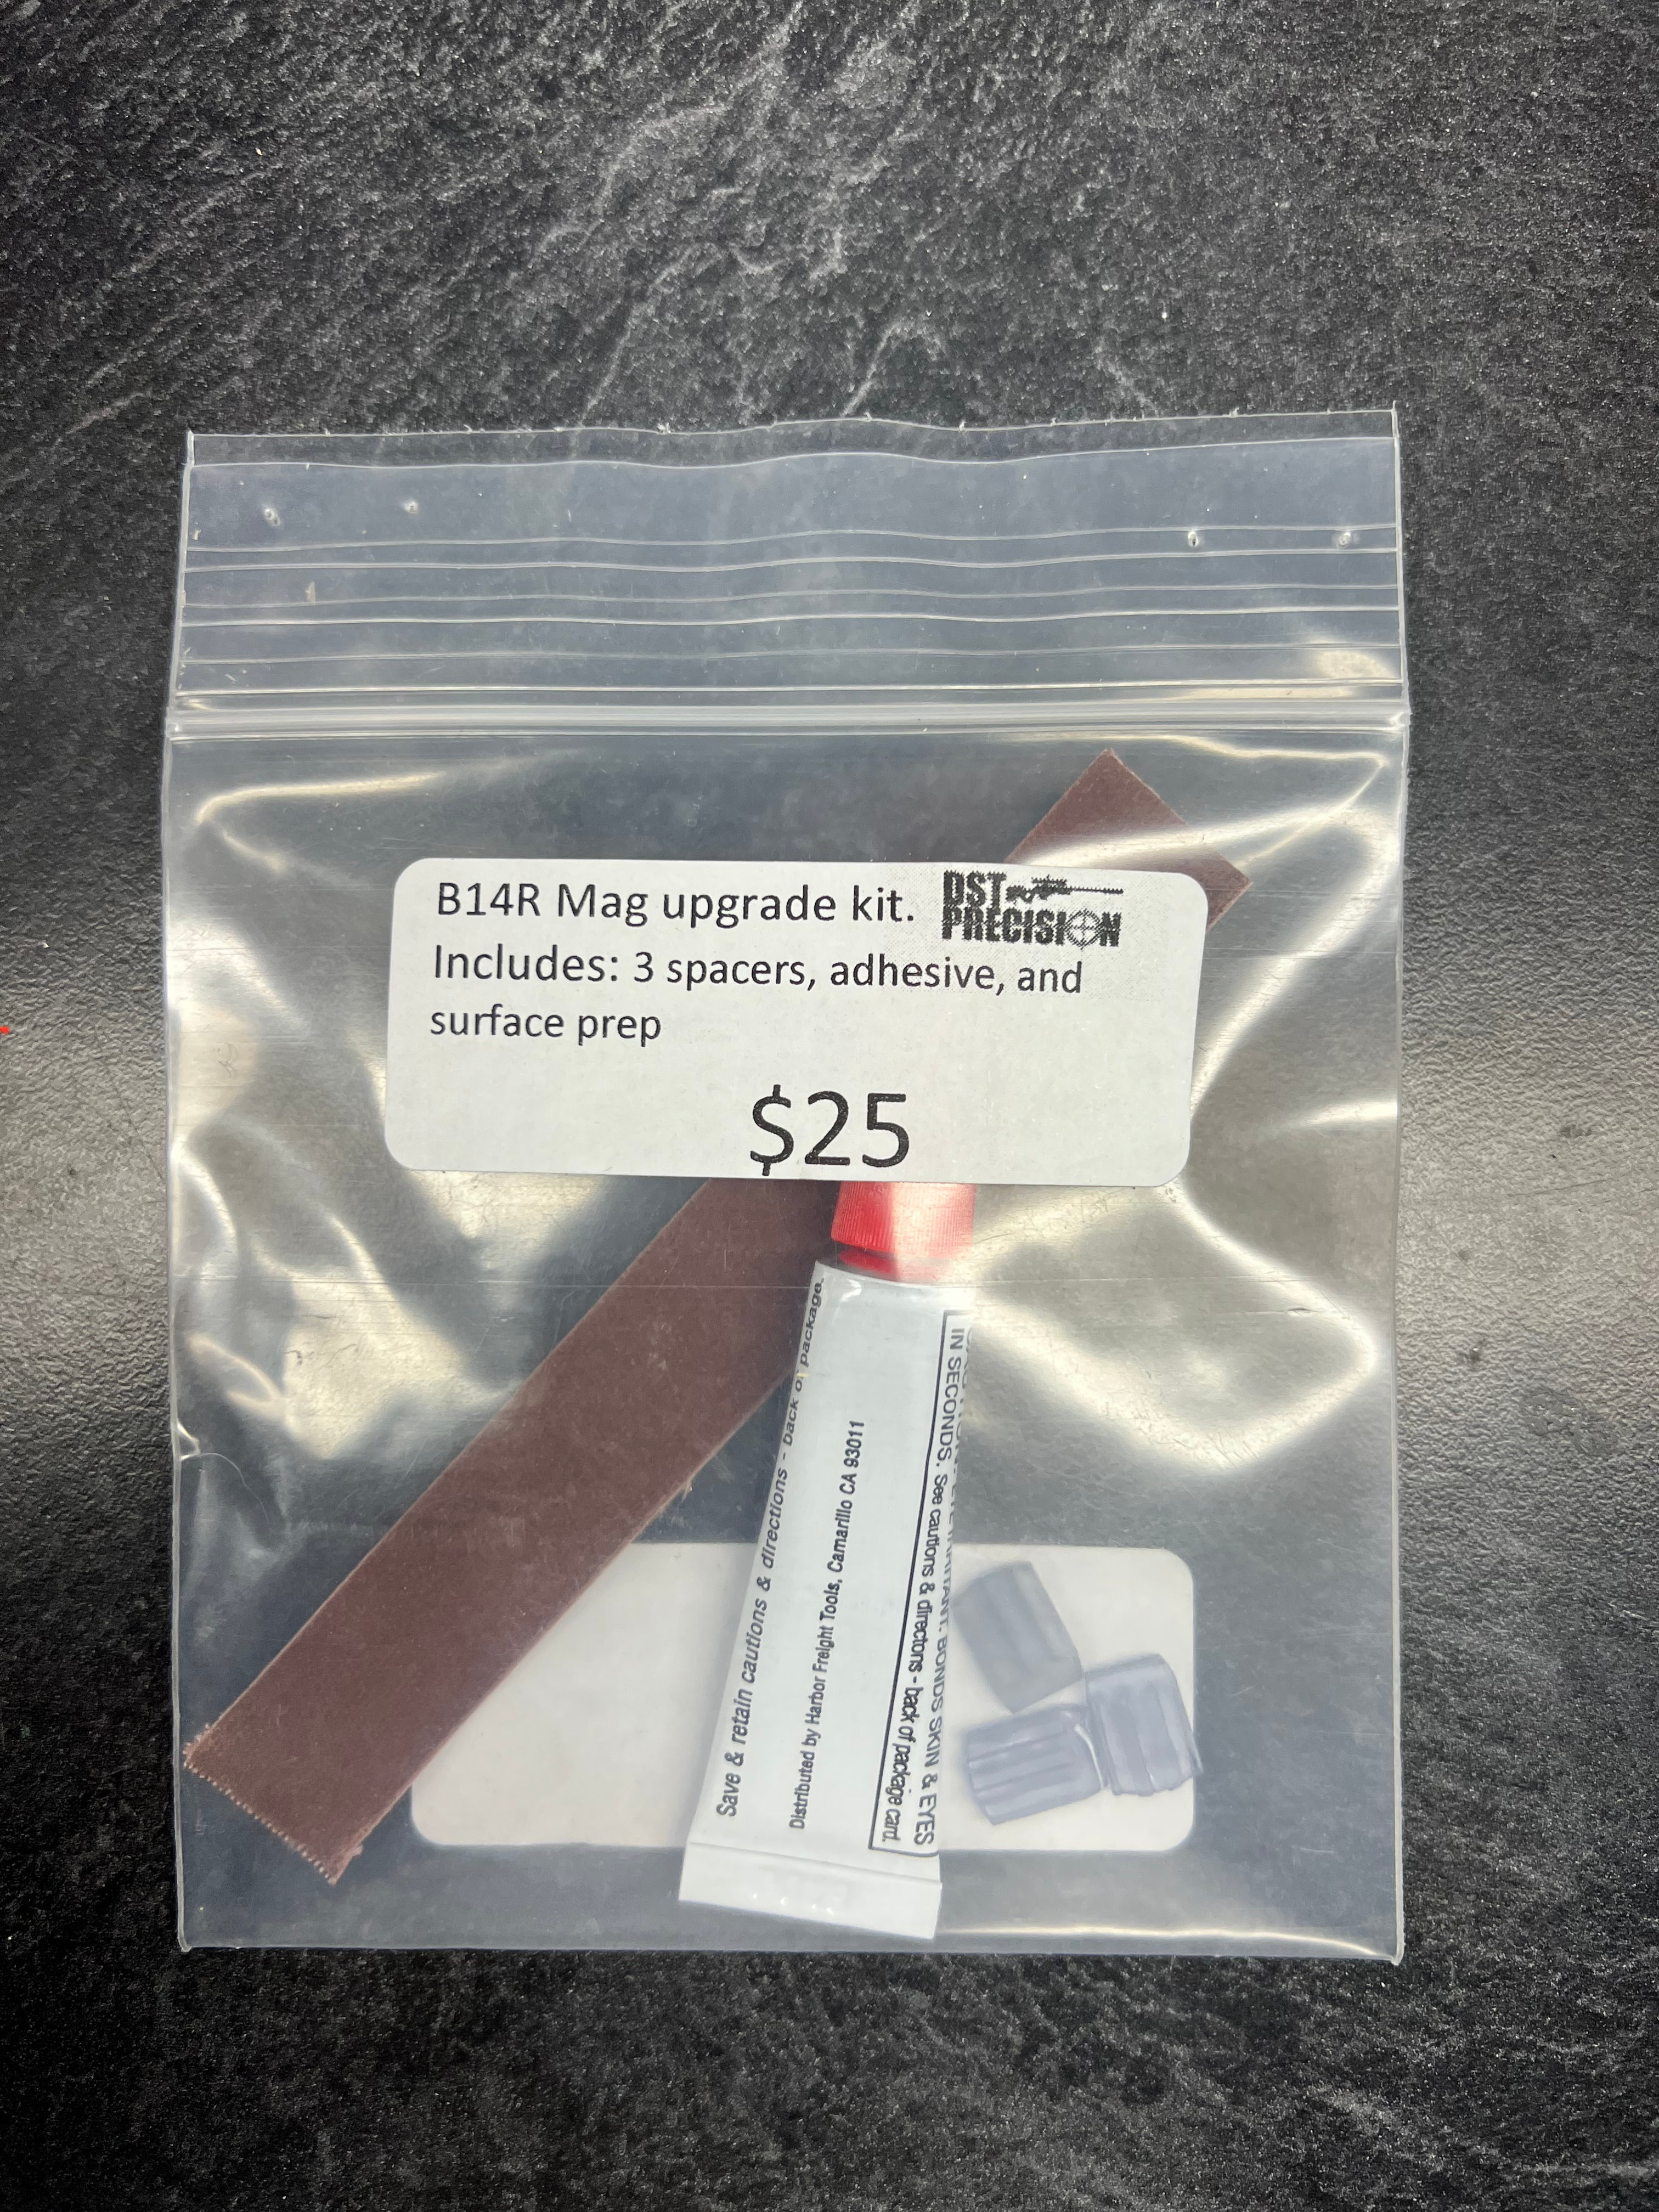 B14R Mag upgrade kit.
DST
PRECISION
Includes: 3 spacers, adhesive, and
surface prep
$25
Save & retain cautions & directions - back of package.
Distributed by Harbor Freight Tools, Camarillo CA 93011
BONDS SKIN & EYES
IN SECONDS. See cautions & directons - back of package card.